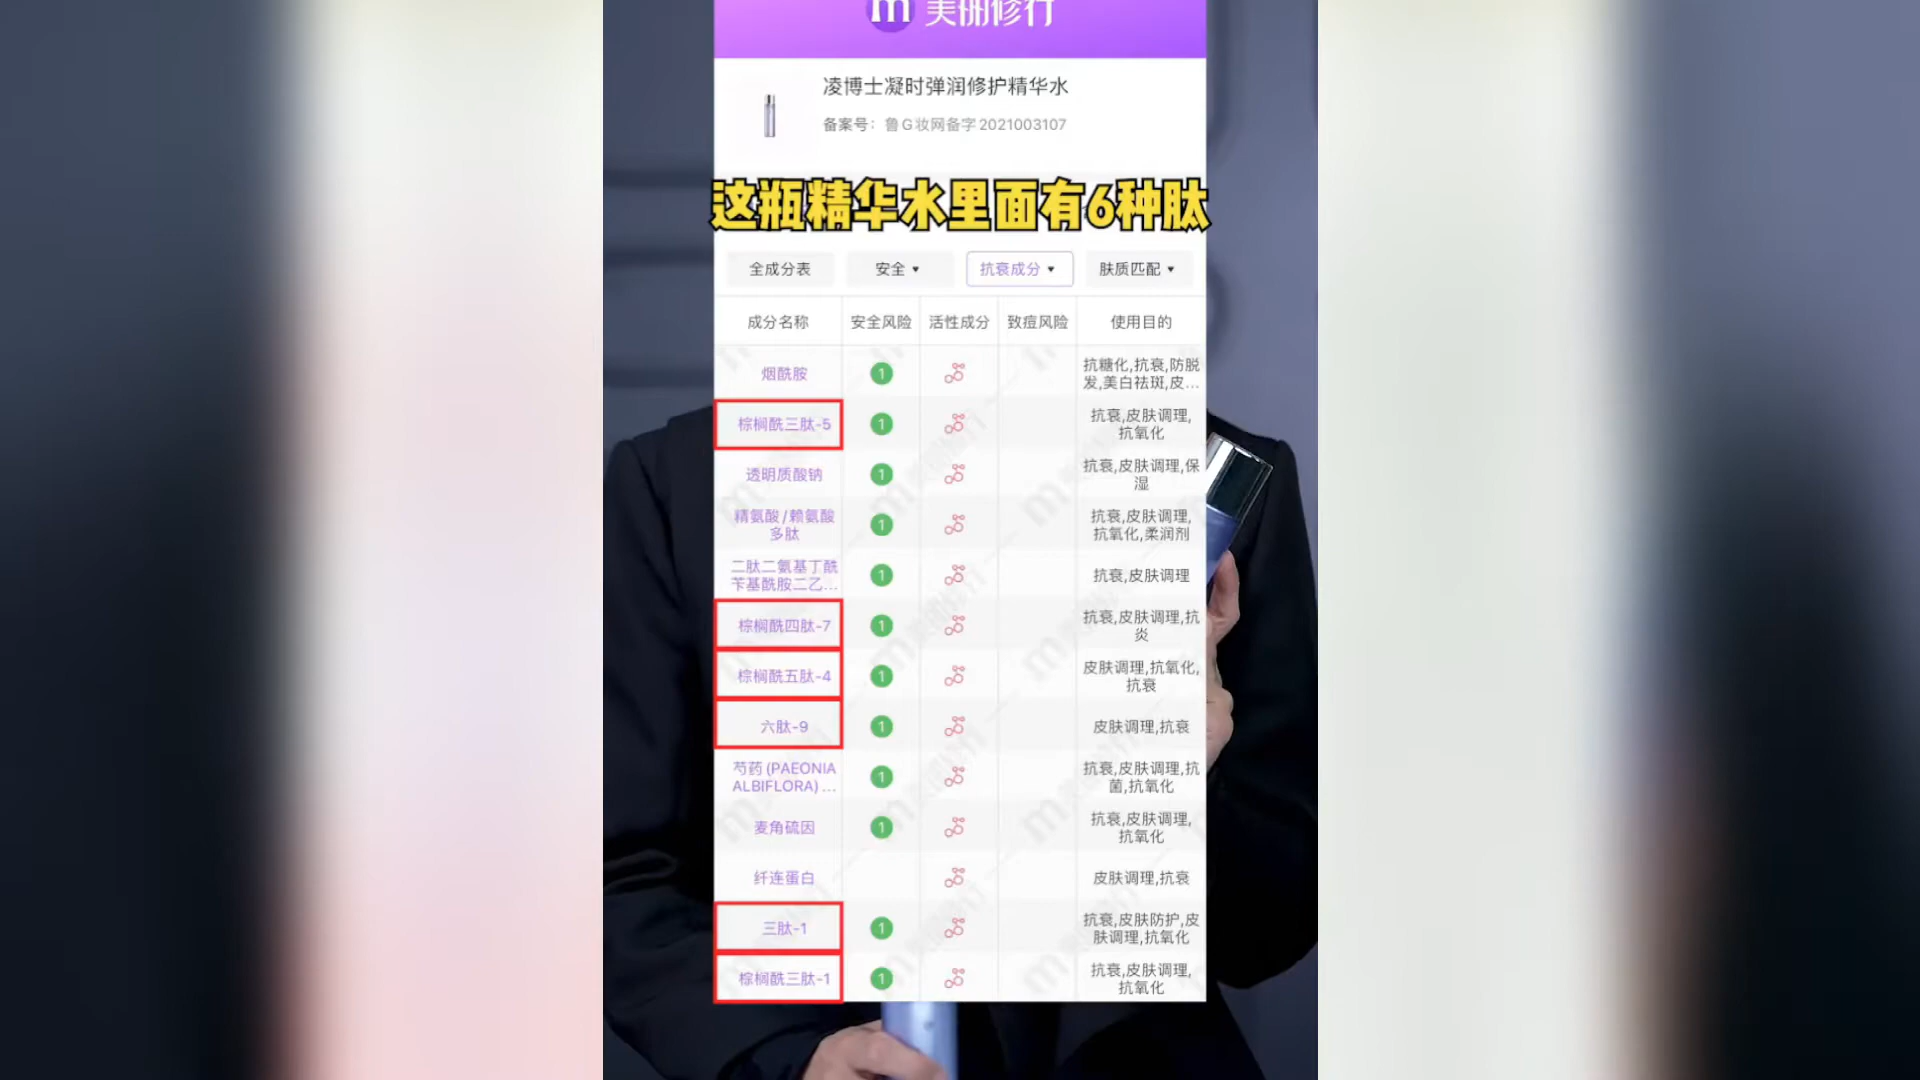 m 美丽修行
凌博士凝时弹润修护精华水
备案号：鲁G妆网备字2021003107
这瓶精华水里面有6种肽
全成分表 安全▼ 抗衰成分▼ 肤质匹配▼
成分名称 安全风险 活性成分 致痘风险 使用目的
烟酰胺 1 抗糖化,抗衰,防脱
发,美白祛斑,皮...
棕榈酰三肽-5 1 抗衰,皮肤调理,
抗氧化
透明质酸钠 1 抗衰,皮肤调理,保
湿
精氨酸/赖氨酸
多肽
1 抗衰,皮肤调理,
抗氧化,柔润剂
二肽二氨基丁酰
苄基酰胺二乙...
1 抗衰,皮肤调理
棕榈酰四肽-7 1 抗衰,皮肤调理,抗
炎
棕榈酰五肽-4 1 皮肤调理,抗氧化,
抗衰
六肽-9 1 皮肤调理,抗衰
芍药(PAEONIA
ALBIFLORA)...
1 抗衰,皮肤调理,抗
菌,抗氧化
麦角硫因 1 抗衰,皮肤调理,
抗氧化
纤连蛋白 皮肤调理,抗衰
三肽-1 1 抗衰,皮肤防护,皮
肤调理,抗氧化
棕榈酰三肽-1 1 抗衰,皮肤调理,
抗氧化